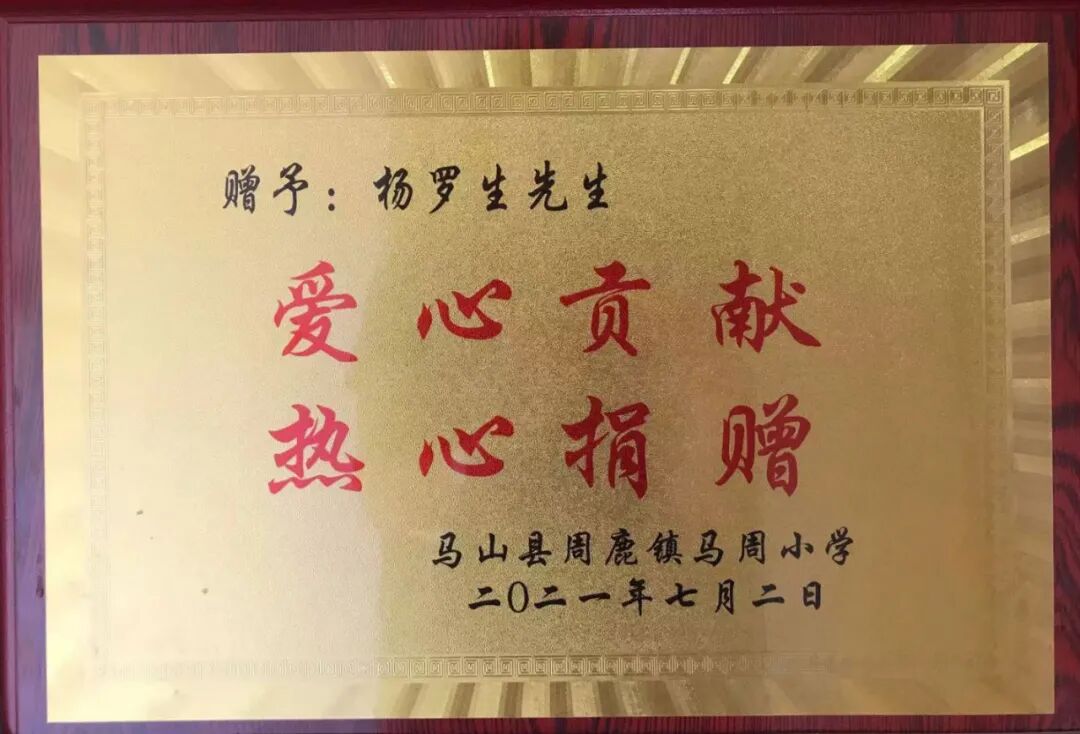 赠予：杨罗生先生
爱心贡献
热心捐赠
马山县周鹿镇马周小学
二〇二一年七月二日